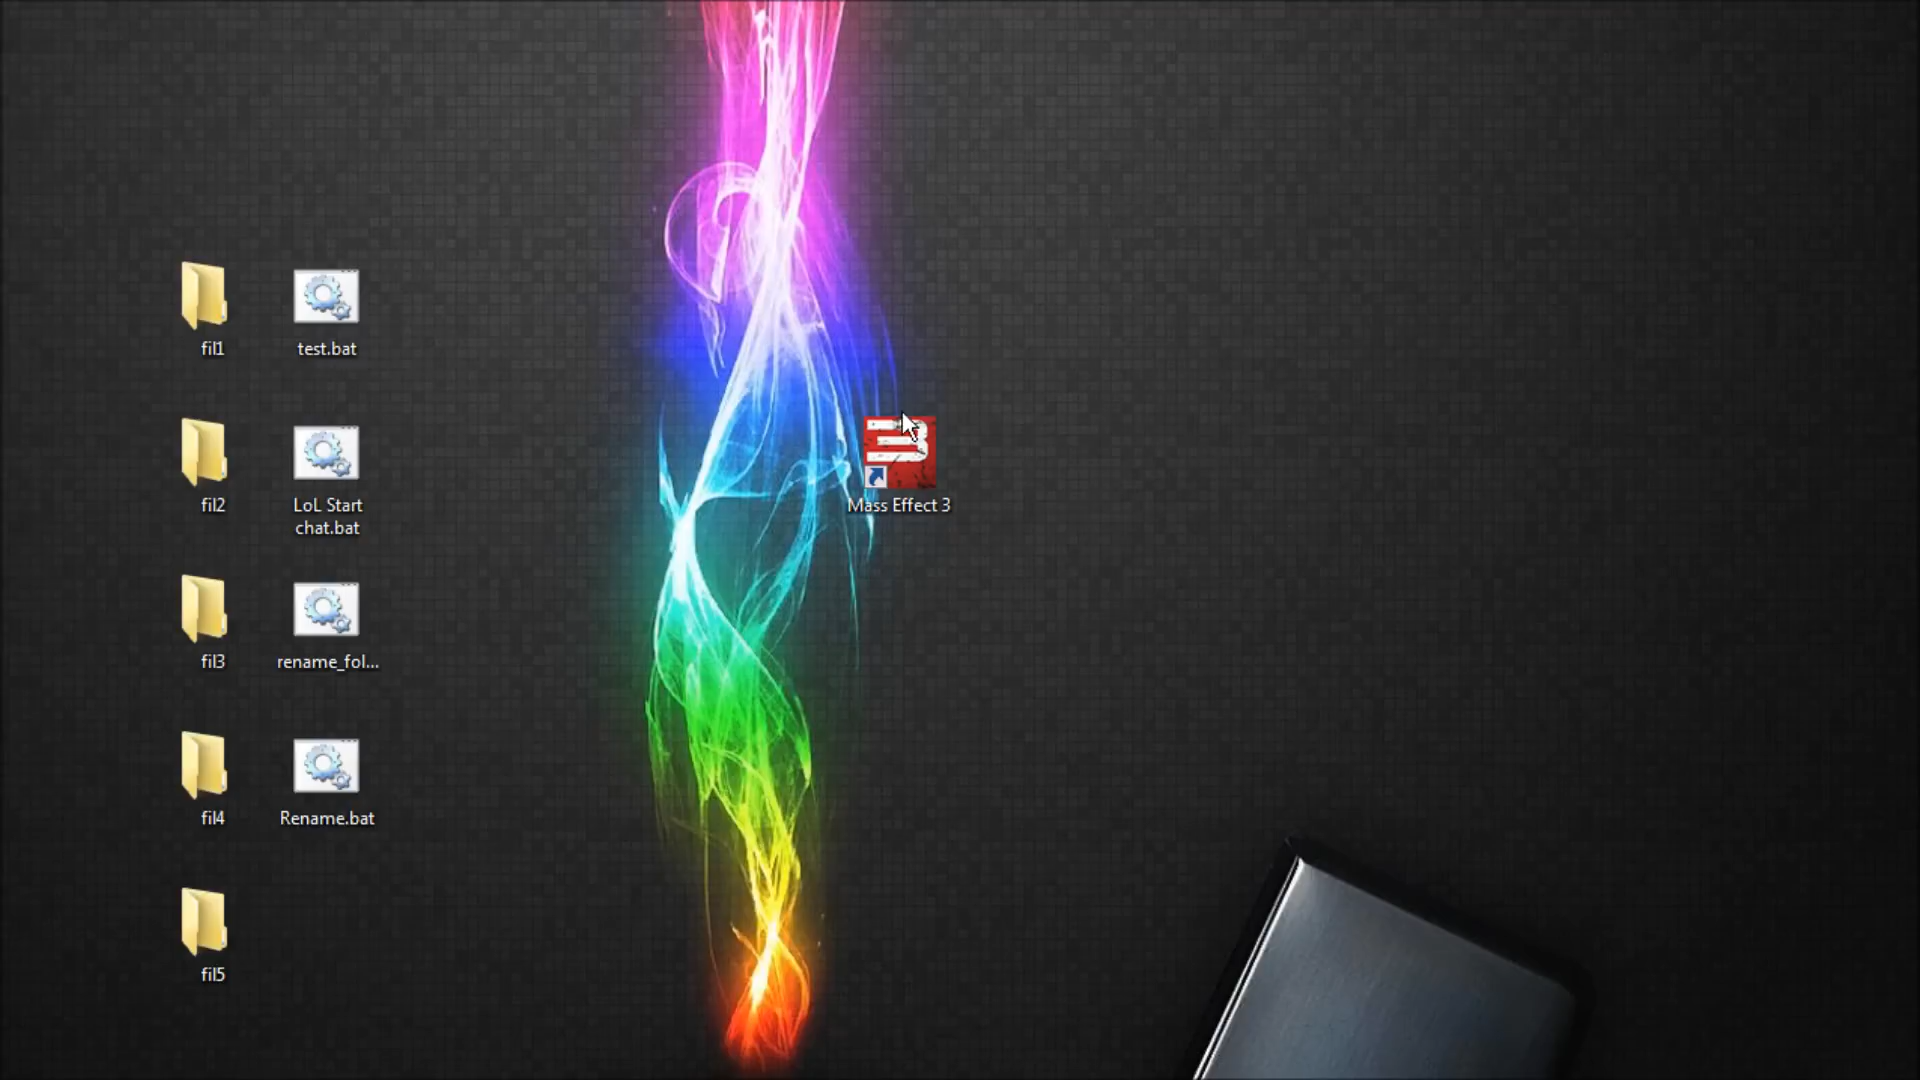 fil1
test.bat
fil2
LoL Start
chat.bat
Mass Effect 3
fil3
rename_fol...
fil4
Rename.bat
fil5